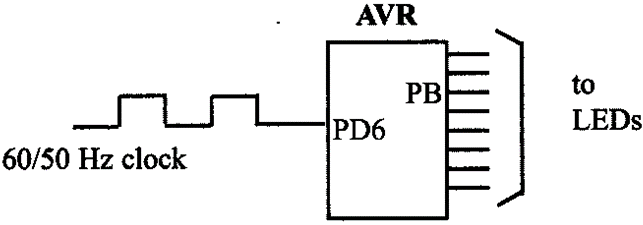 AVR
PB
to
LEDs
PD6
60/50 Hz clock